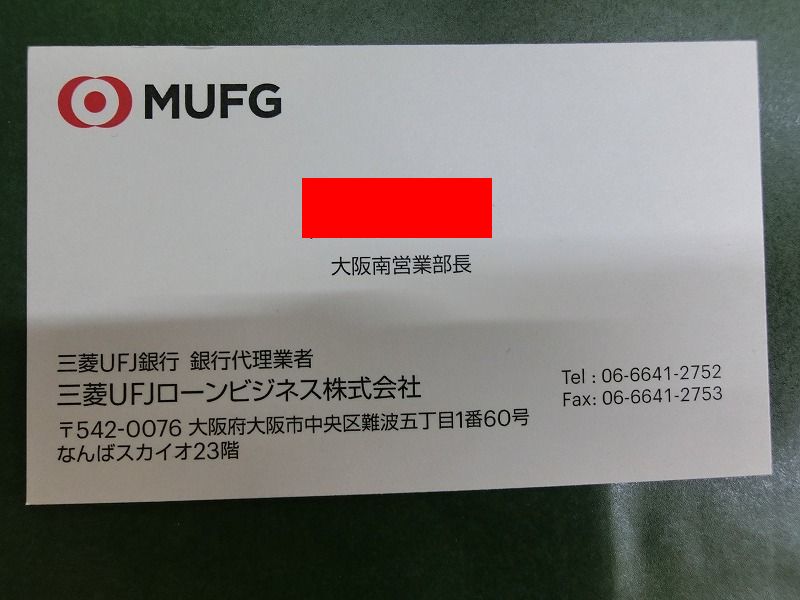 MUFG
大阪南営業部長
三菱UFJ銀行 銀行代理業者
三菱UFJローンビジネス株式会社
〒542-0076 大阪府大阪市中央区難波五丁目1番60号
なんばスカイオ23階
Tel : 06-6641-2752
Fax: 06-6641-2753